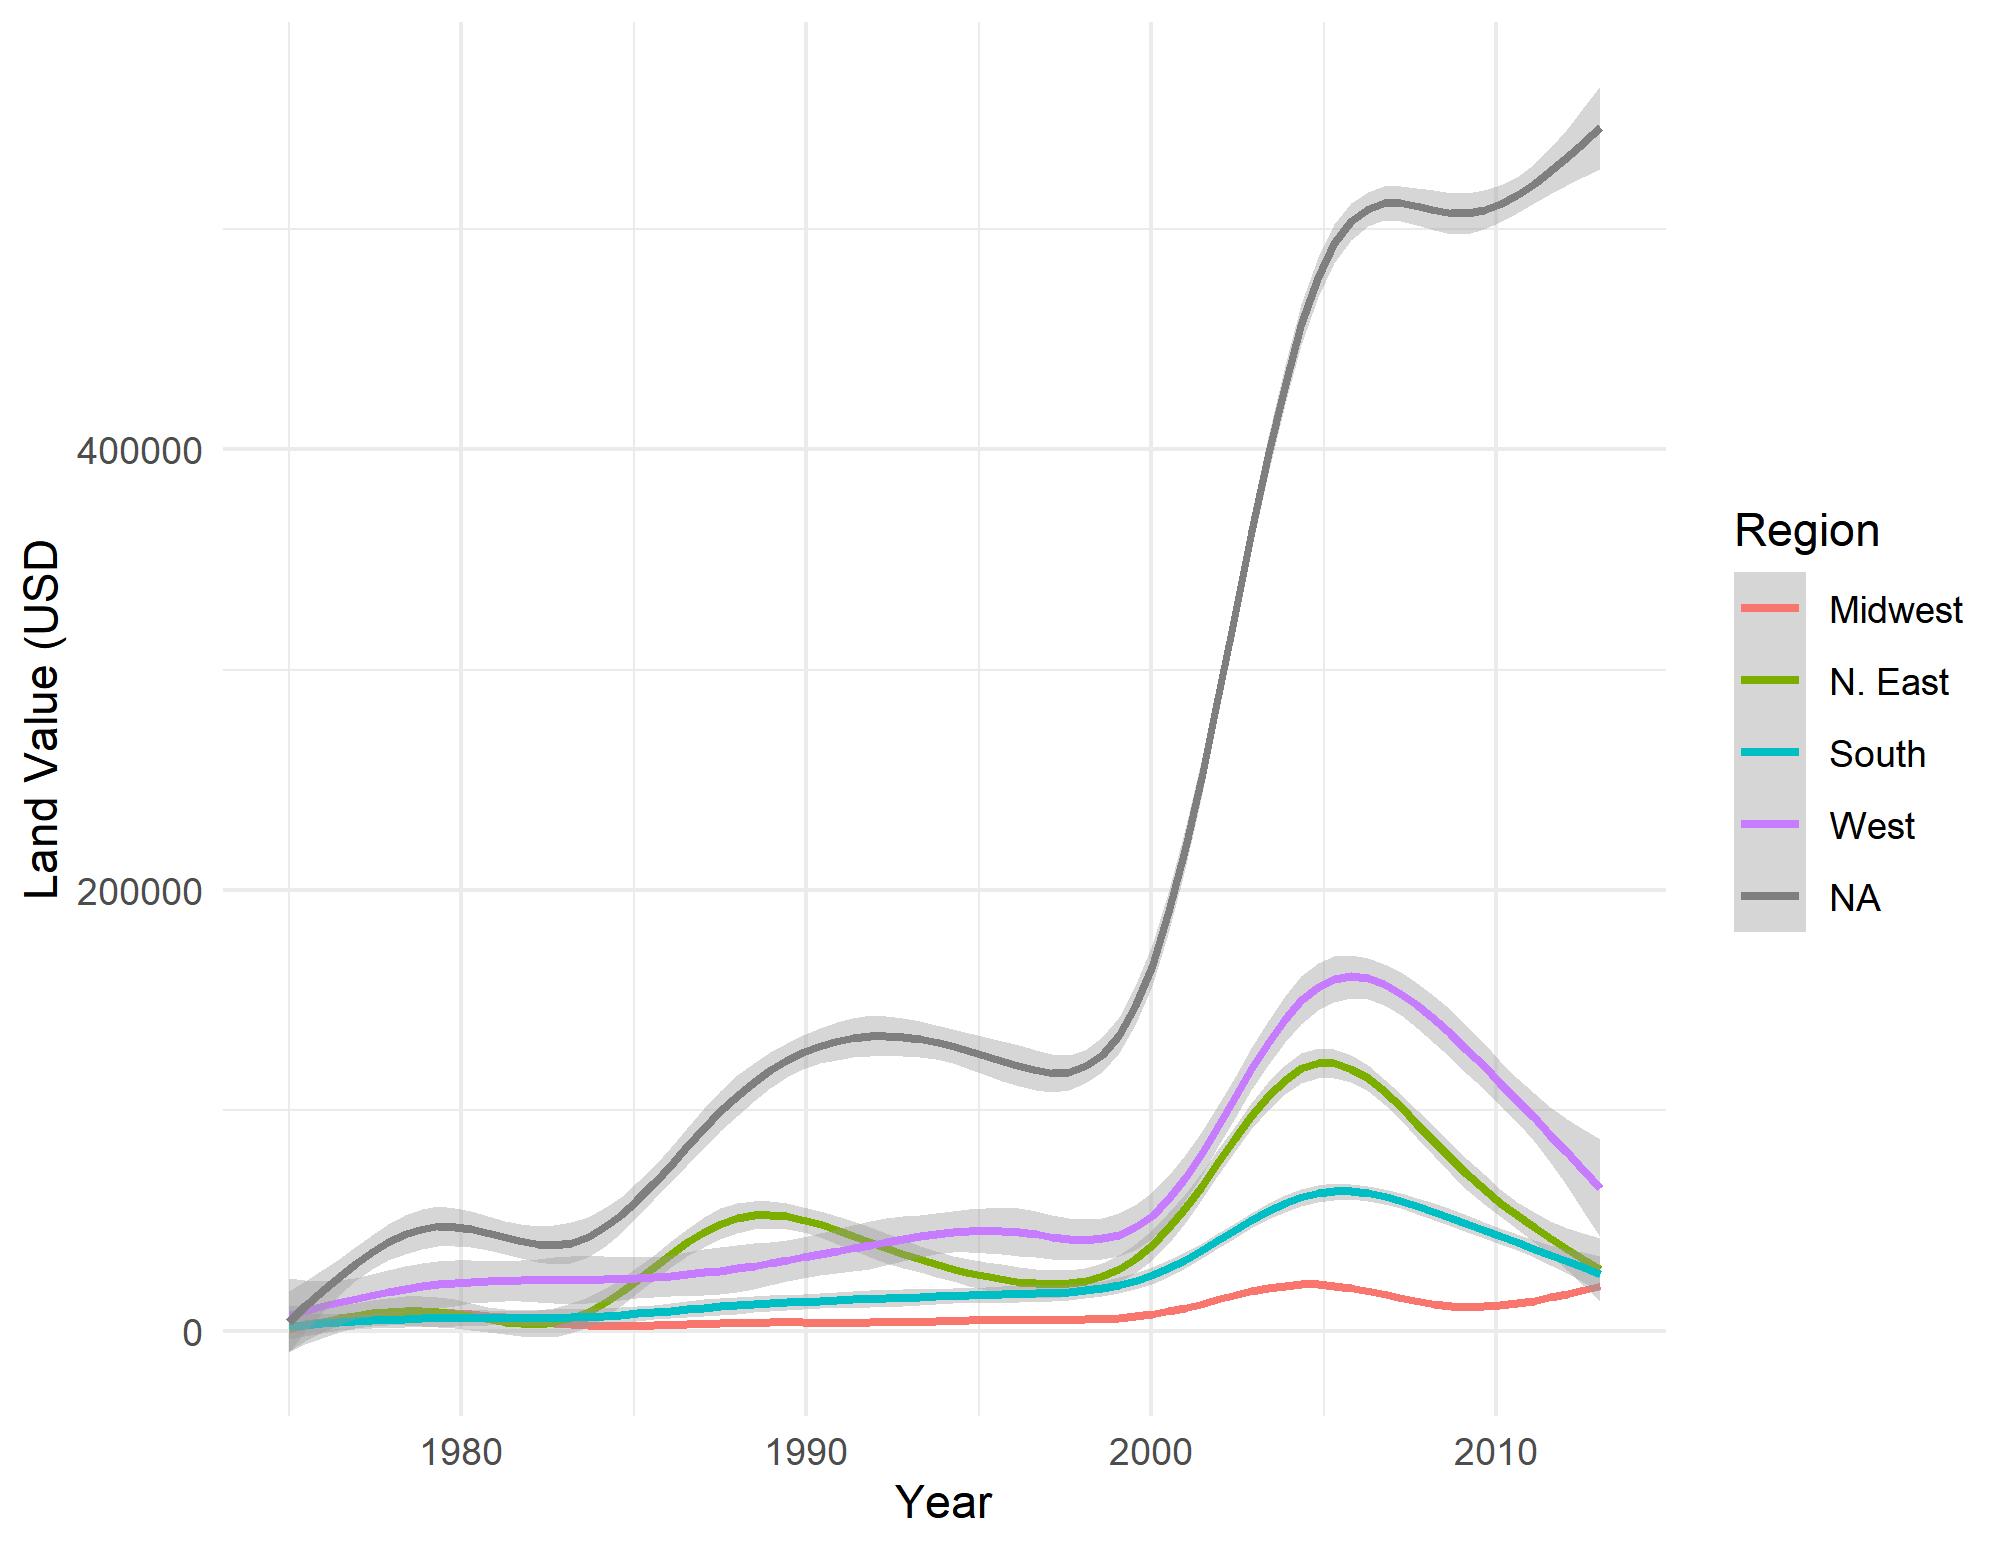 Land Value (USD
400000
200000
0
1980
1990
2000
2010
Year
Region
Midwest
N. East
South
West
NA